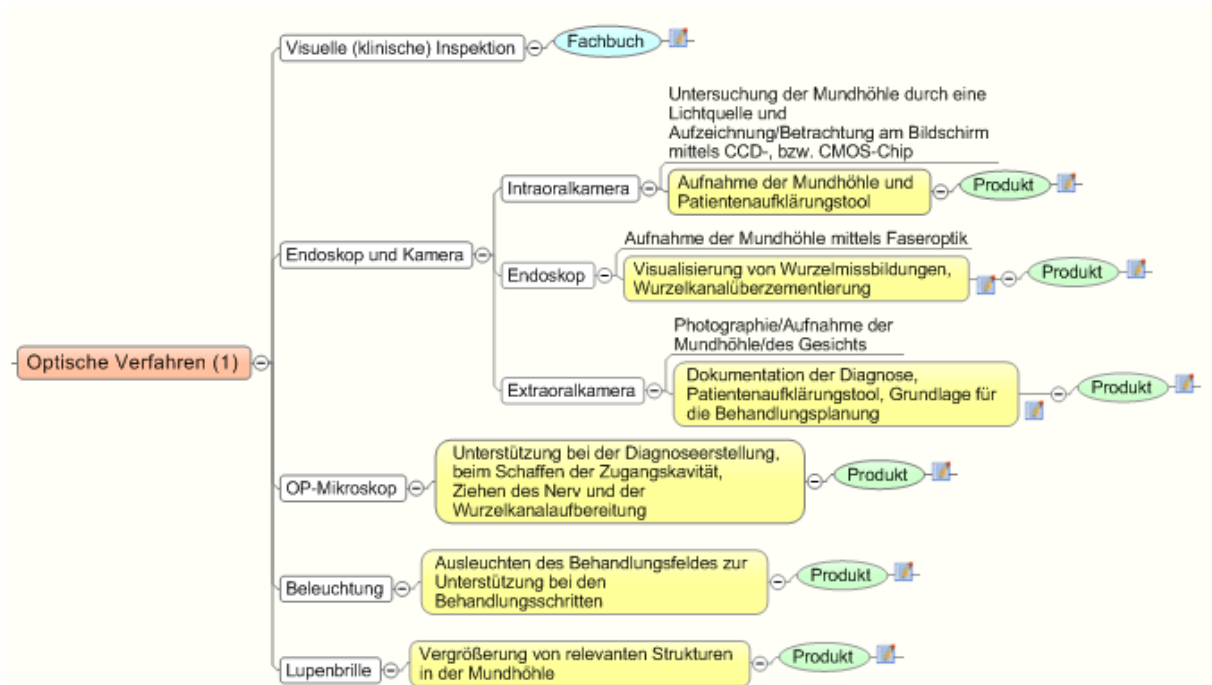 Visuelle (klinische) Inspektion
Fachbuch
Untersuchung der Mundhöhle durch eine
Lichtquelle und
Aufzeichnung/Betrachtung am Bildschirm
mittels CCD-, bzw. CMOS-Chip
Intraoralkamera
Aufnahme der Mundhöhle und
Patientenaufklärungstool
Produkt
Endoskop und Kamera
Aufnahme der Mundhöhle mittels Faseroptik
Endoskop
Visualisierung von Wurzelmissbildungen,
Wurzelkanalüberzementierung
Produkt
Photographie/Aufnahme der
Mundhöhle/des Gesichts
Extraoralkamera
Dokumentation der Diagnose,
Patientenaufklärungstool, Grundlage für
die Behandlungsplanung
Produkt
Optische Verfahren (1)
OP-Mikroskop
Unterstützung bei der Diagnoseerstellung,
beim Schaffen der Zugangskavität,
Ziehen des Nerv und der
Wurzelkanalaufbereitung
Produkt
Beleuchtung
Ausleuchten des Behandlungsfeldes zur
Unterstützung bei den
Behandlungsschritten
Produkt
Lupenbrille
Vergrößerung von relevanten Strukturen
in der Mundhöhle
Produkt